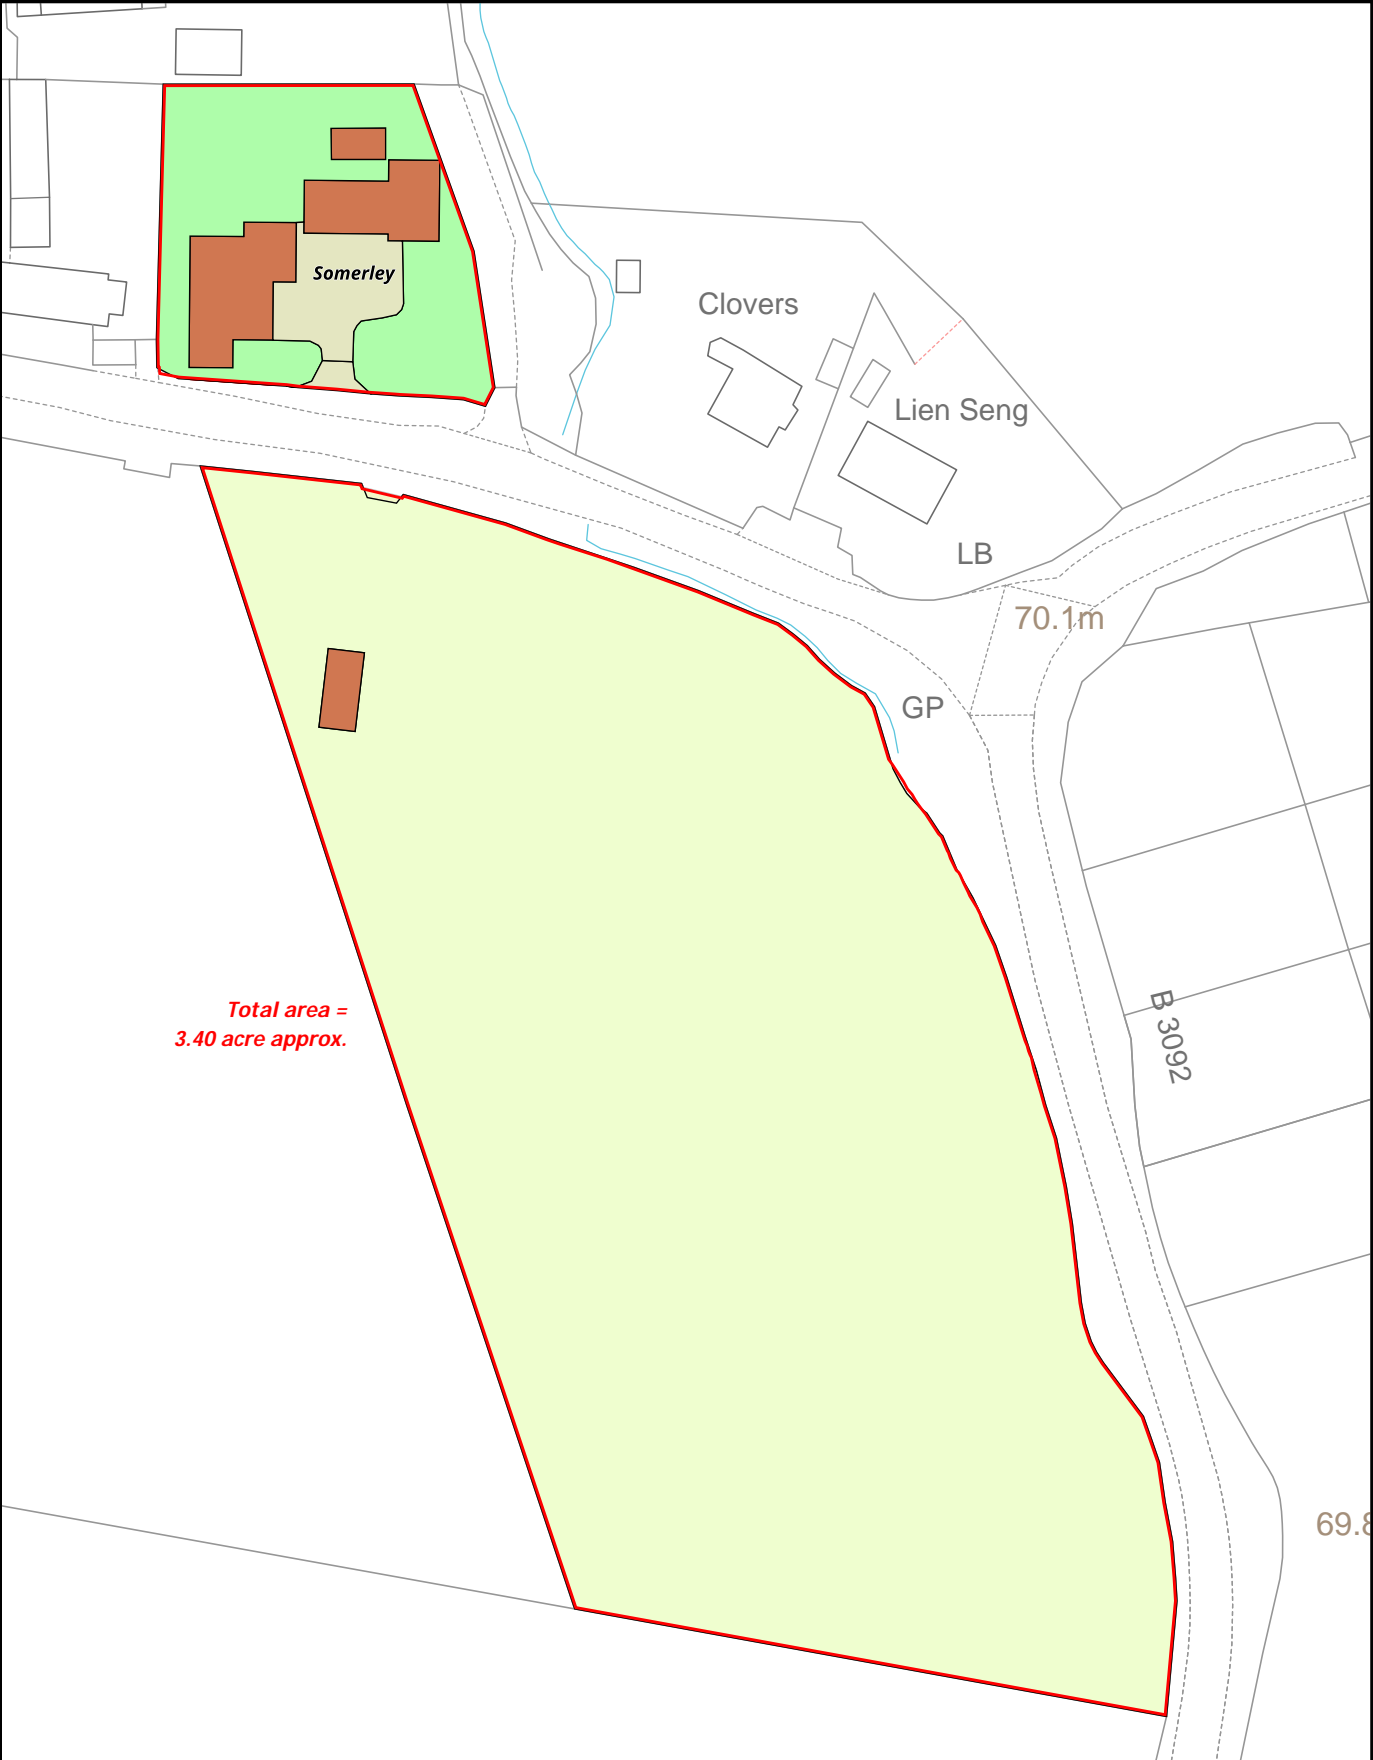 Somerley
Clovers
Lien Seng
LB
70.1m
GP
Total area =
3.40 acre approx.
B 3092
69.8